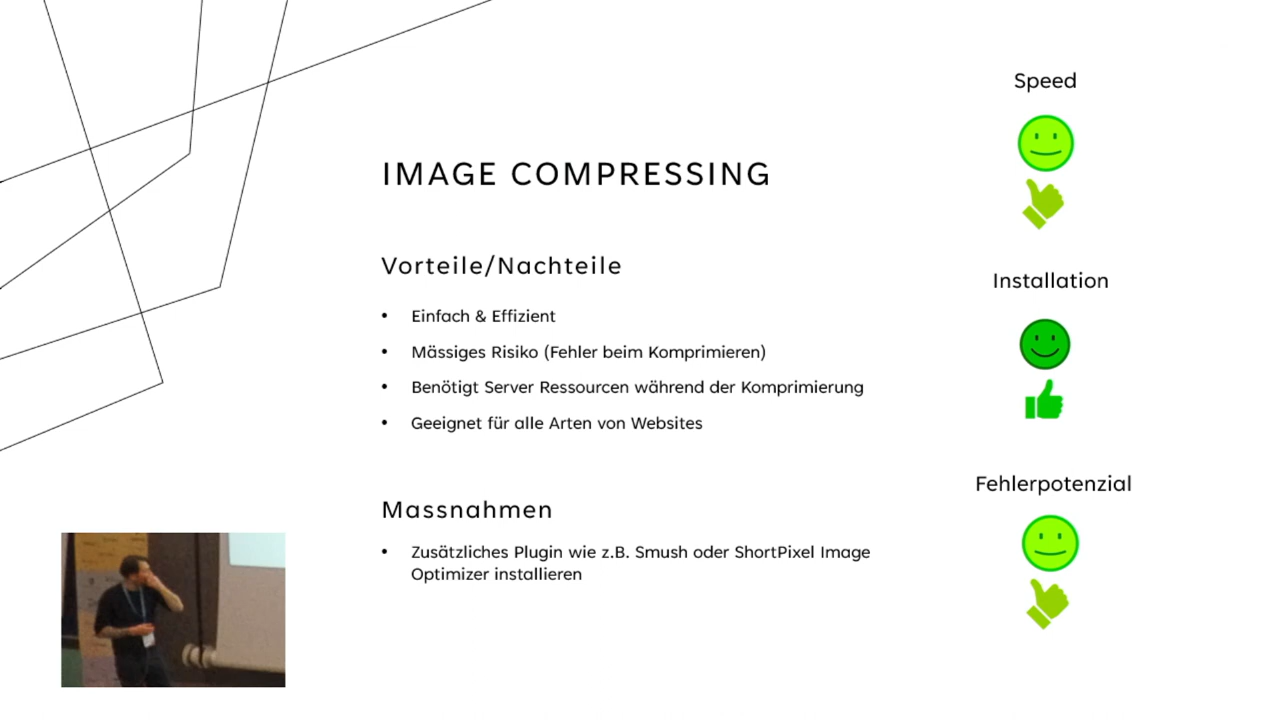 IMAGE COMPRESSING
Vorteile/Nachteile
• Einfach & Effizient
• Mässiges Risiko (Fehler beim Komprimieren)
• Benötigt Server Ressourcen während der Komprimierung
• Geeignet für alle Arten von Websites
Massnahmen
• Zusätzliches Plugin wie z.B. Smush oder ShortPixel Image
Optimizer installieren
Speed
Installation
Fehlerpotenzial